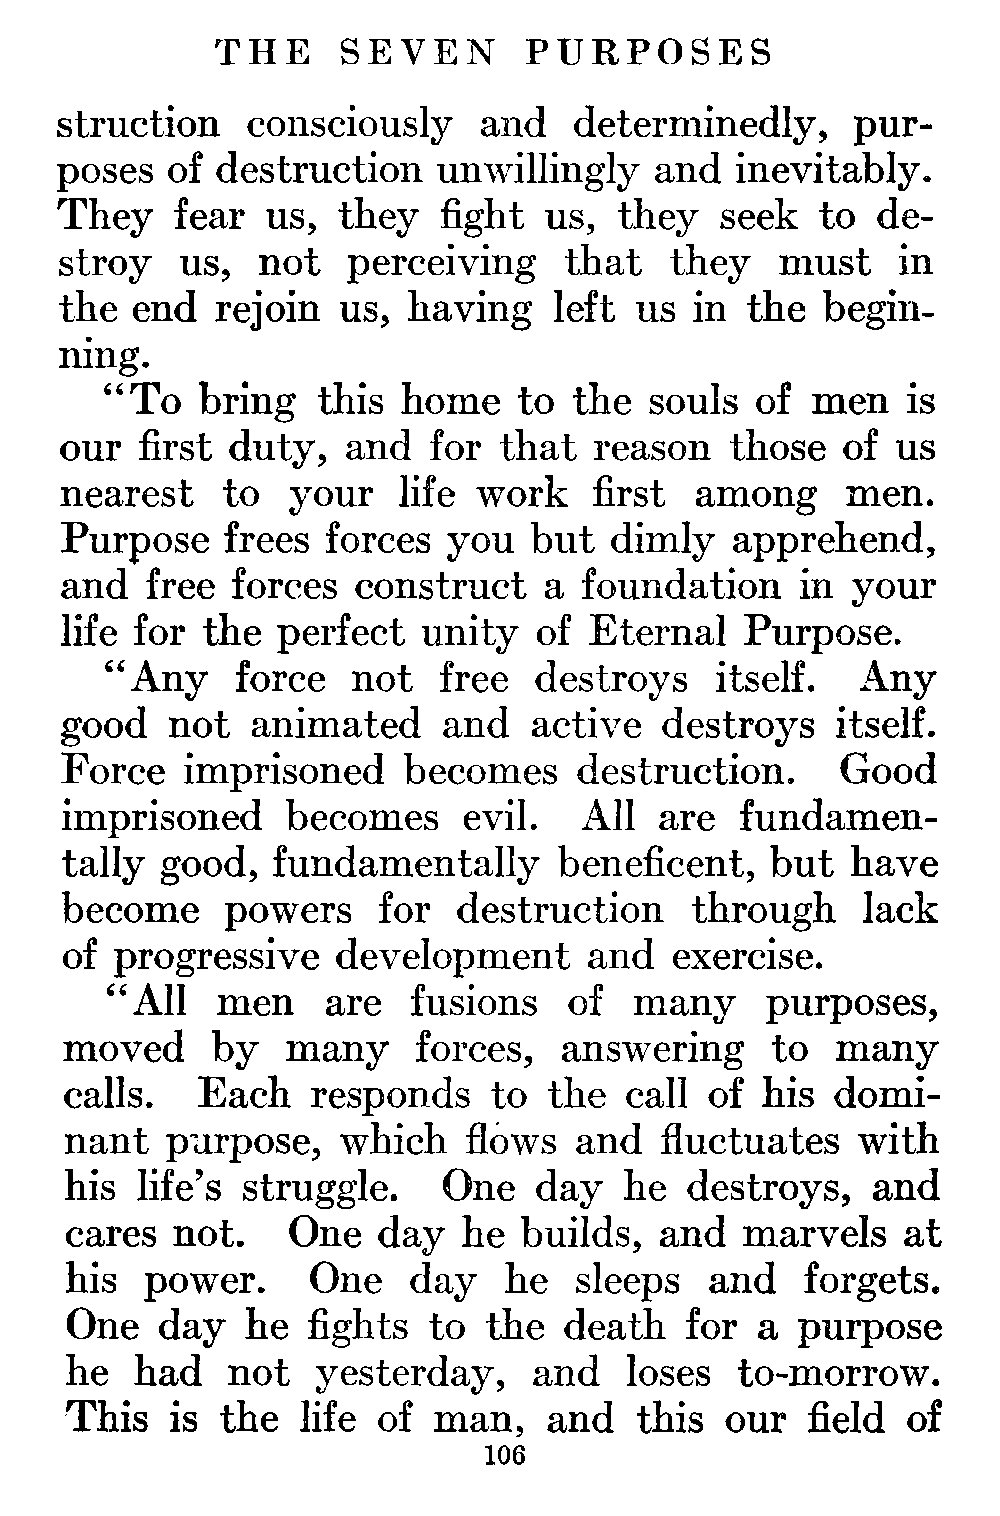 THE SEVEN PURPOSES
struction consciously and determinedly, pur-
poses of destruction unwillingly and inevitably.
They fear us, they fight us, they seek to de-
stroy us, not perceiving that they must in
the end rejoin us, having left us in the begin-
ning.
“To bring this home to the souls of men is
our first duty, and for that reason those of us
nearest to your life work first among men.
Purpose frees forces you but dimly apprehend,
and free forces construct a foundation in your
life for the perfect unity of Eternal Purpose.
“Any force not free destroys itself. Any
good not animated and active destroys itself.
Force imprisoned becomes destruction. Good
imprisoned becomes evil. All are fundamen-
tally good, fundamentally beneficent, but have
become powers for destruction through lack
of progressive development and exercise.
“All men are fusions of many purposes,
moved by many forces, answering to many
calls. Each responds to the call of his domi-
nant purpose, which flows and fluctuates with
his life’s struggle. One day he destroys, and
cares not. One day he builds, and marvels at
his power. One day he sleeps and forgets.
One day he fights to the death for a purpose
he had not yesterday, and loses to-morrow.
This is the life of man, and this our field of
106